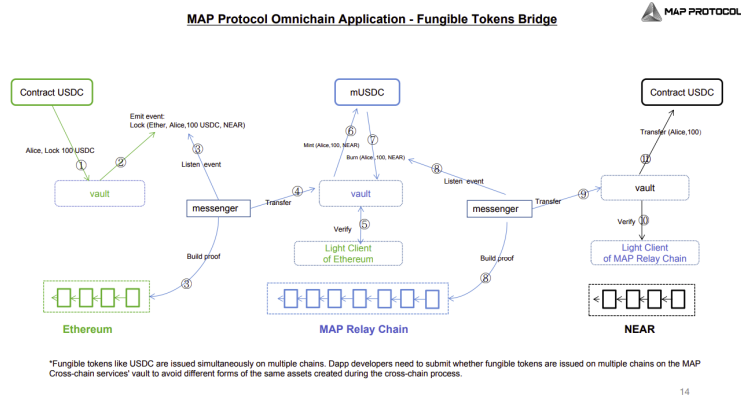 MAP Protocol Omnichain Application - Fungible Tokens Bridge
MAP PROTOCOL
Contract USDC
Emit event:
Lock (Ether, Alice,100 USDC, NEAR)
Alice, Lock 100 USDC
①
②
③
Listen event
vault
messenger
Transfer
④
Build proof
③
Ethereum
mUSDC
⑥
⑦
Mint (Alice,100, NEAR)
Burn (Alice ,100, NEAR)
vault
⑤
Verify
Light Client
of Ethereum
⑧
Listen event
messenger
Transfer
⑨
Build proof
⑧
MAP Relay Chain
Contract USDC
Transfer (Alice,100)
⑪
vault
Verify
⑩
Light Client
of MAP Relay Chain
NEAR
*Fungible tokens like USDC are issued simultaneously on multiple chains. Dapp developers need to submit whether fungible tokens are issued on multiple chains on the MAP
Cross-chain services' vault to avoid different forms of the same assets created during the cross-chain process.
14